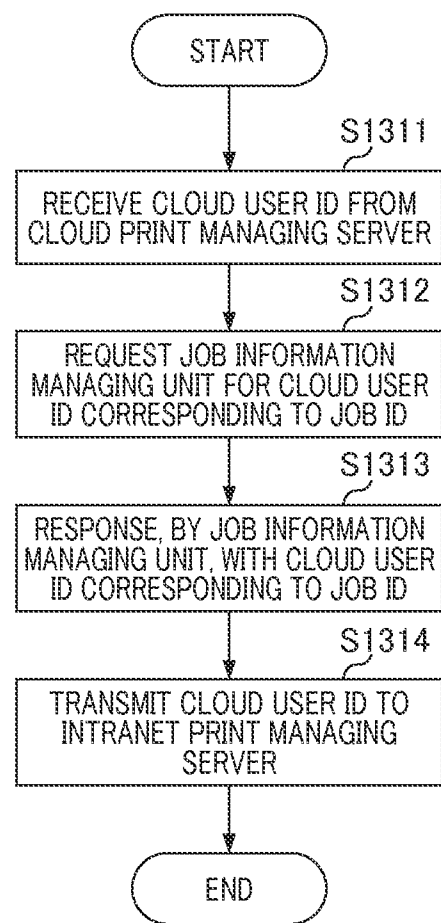 START
S1311
RECEIVE CLOUD USER ID FROM
CLOUD PRINT MANAGING SERVER
S1312
REQUEST JOB INFORMATION
MANAGING UNIT FOR CLOUD USER
ID CORRESPONDING TO JOB ID
S1313
RESPONSE, BY JOB INFORMATION
MANAGING UNIT, WITH CLOUD USER
ID CORRESPONDING TO JOB ID
S1314
TRANSMIT CLOUD USER ID TO
INTRANET PRINT MANAGING
SERVER
END